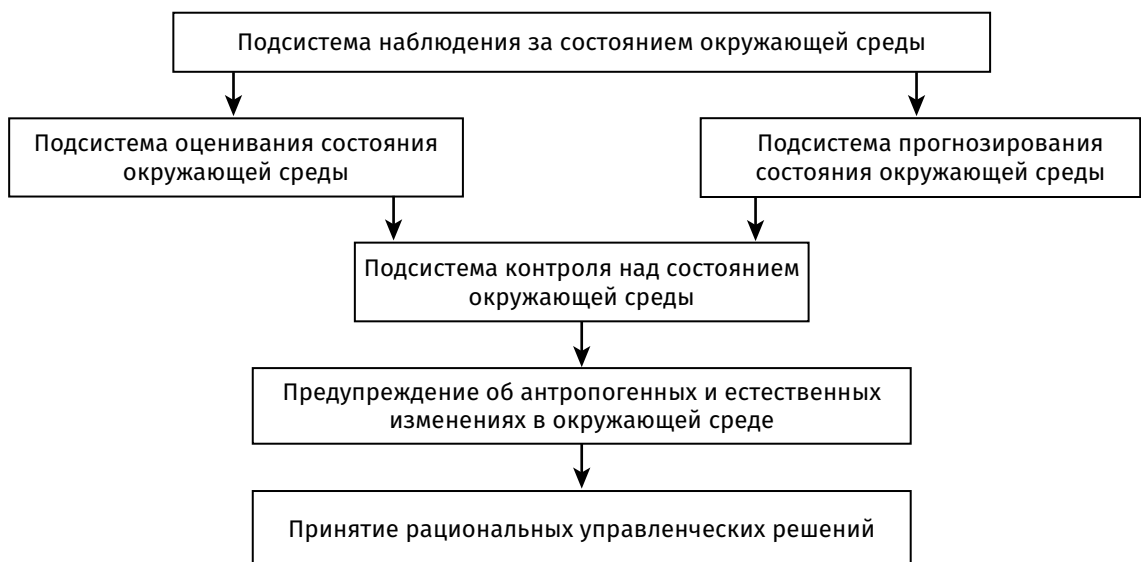 Подсистема наблюдения за состоянием окружающей среды
Подсистема оценивания состояния
окружающей среды
Подсистема прогнозирования
состояния окружающей среды
Подсистема контроля над состоянием
окружающей среды
Предупреждение об антропогенных и естественных
изменениях в окружающей среде
Принятие рациональных управленческих решений